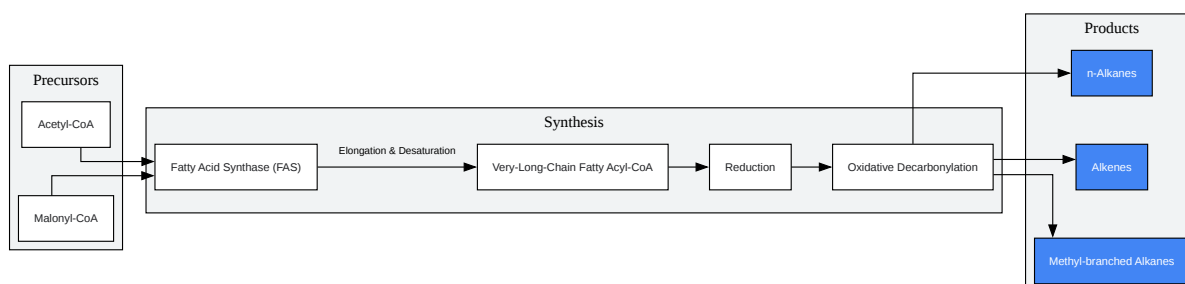 Precursors
Acetyl-CoA
Malonyl-CoA
Synthesis
Fatty Acid Synthase (FAS)
Elongation & Desaturation
Very-Long-Chain Fatty Acyl-CoA
Reduction
Oxidative Decarbonylation
Products
n-Alkanes
Alkenes
Methyl-branched Alkanes